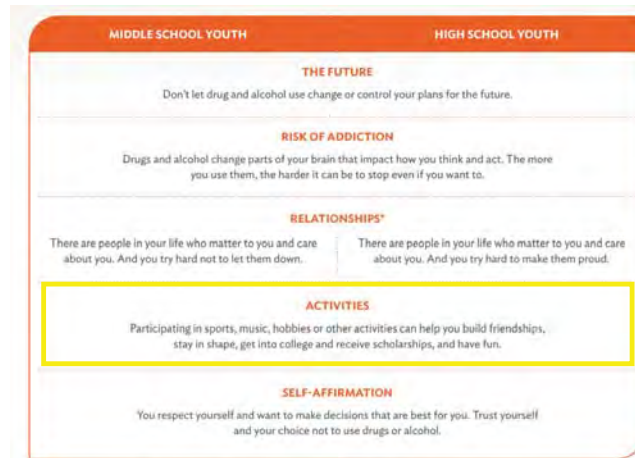 MIDDLE SCHOOL YOUTH HIGH SCHOOL YOUTH
THE FUTURE
Don't let drug and alcohol use change or control your plans for the future.
RISK OF ADDICTION
Drugs and alcohol change parts of your brain that impact how you think and act. The more
you use them, the harder it can be to stop even if you want to.
RELATIONSHIPS*
There are people in your life who matter to you and care
about you. And you try hard not to let them down.
There are people in your life who matter to you and care
about you. And you try hard to make them proud.
ACTIVITIES
Participating in sports, music, hobbies or other activities can help you build friendships,
stay in shape, get into college and receive scholarships, and have fun.
SELF-AFFIRMATION
You respect yourself and want to make decisions that are best for you. Trust yourself
and your choice not to use drugs or alcohol.